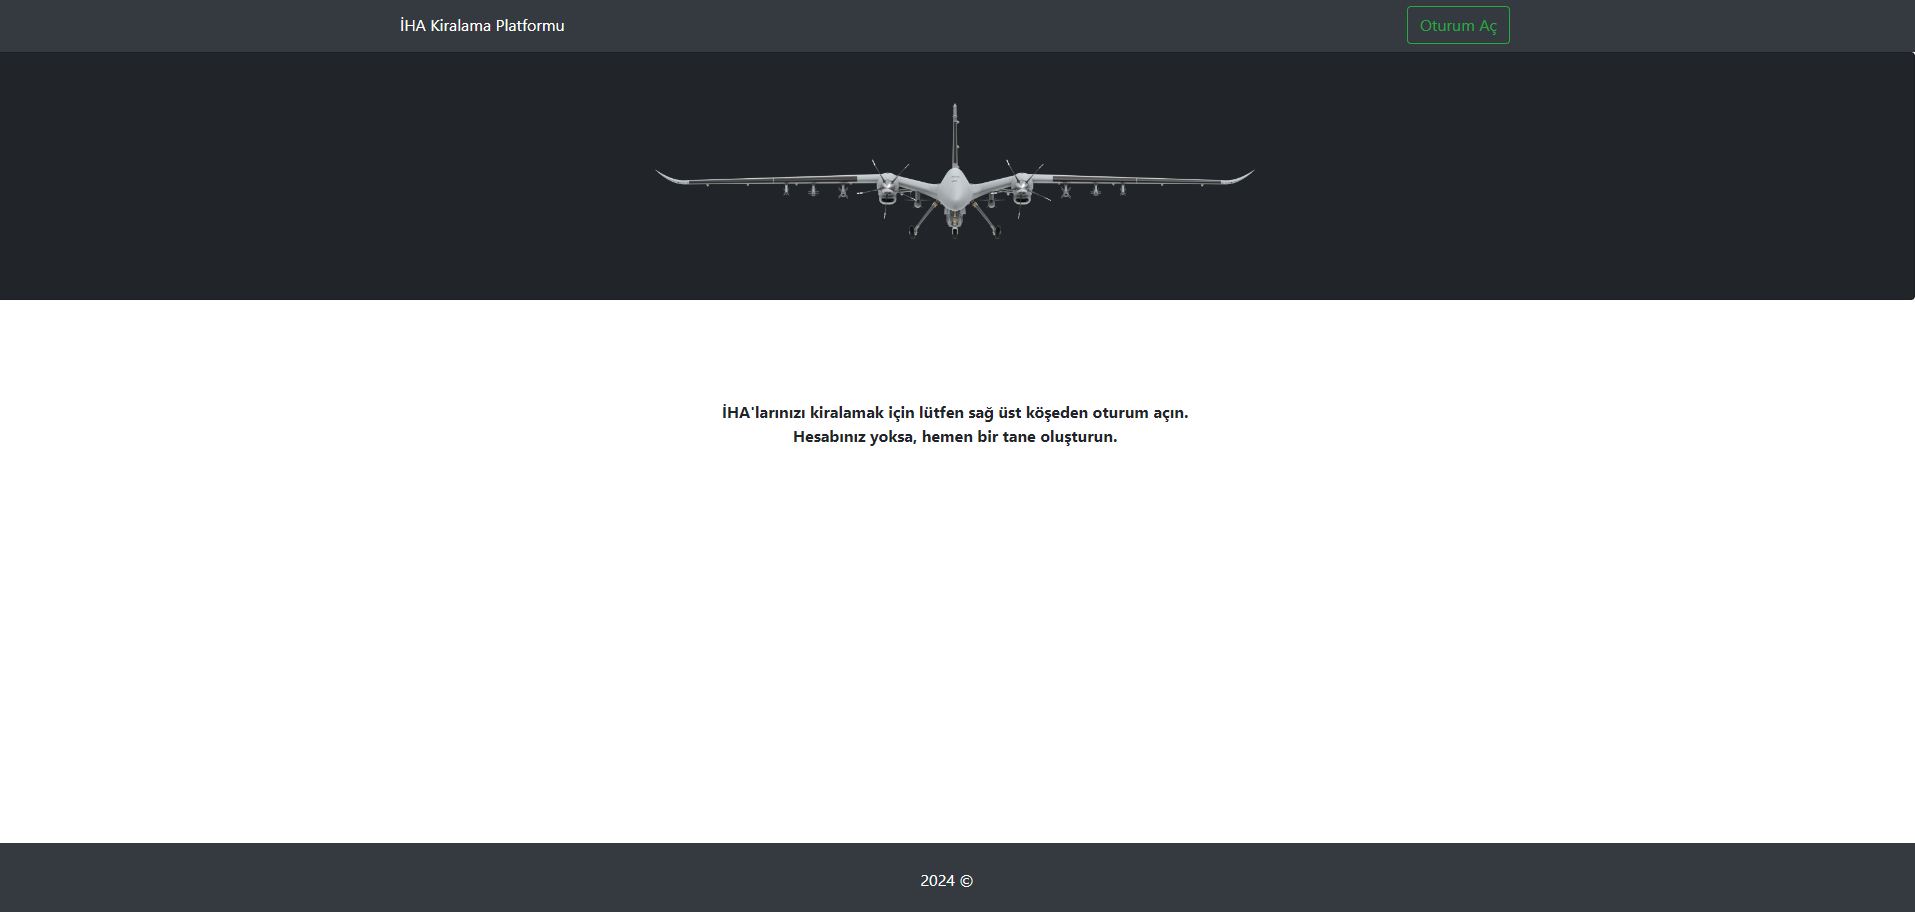 İHA Kiralama Platformu
Oturum Aç
İHA'larınızı kiralamak için lütfen sağ üst köşeden oturum açın.
Hesabınız yoksa, hemen bir tane oluşturun.
2024 ©